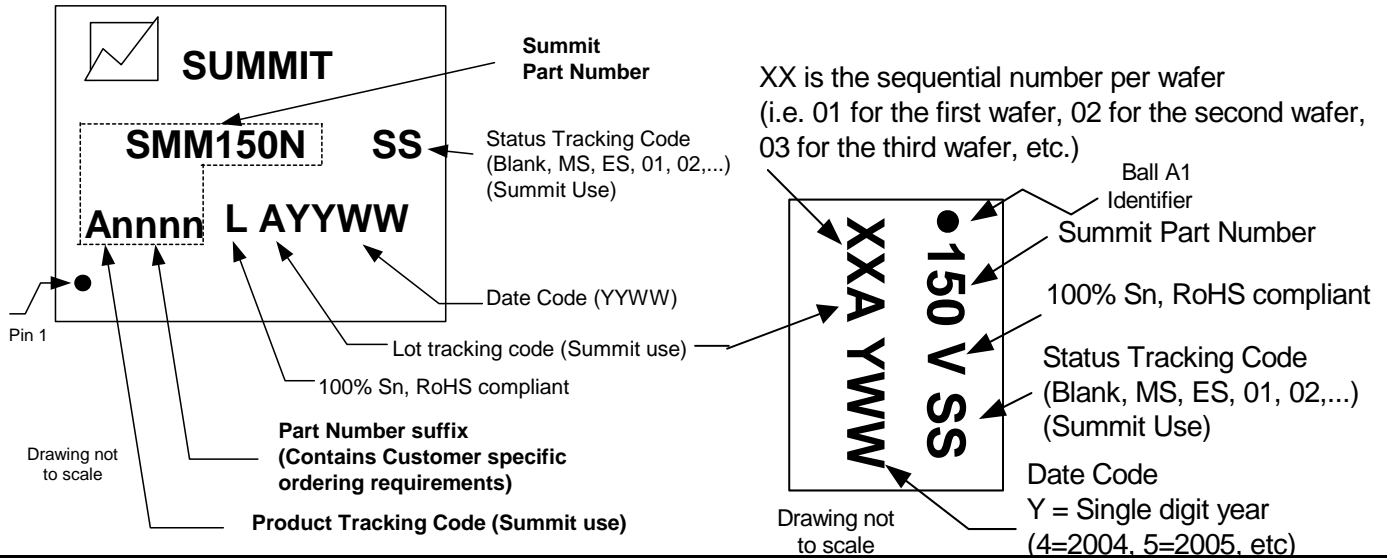 SUMMIT
Summit
Part Number
SMM150N
SS
Status Tracking Code
(Blank, MS, ES, 01, 02,...)
(Summit Use)
Annnn
L AYYWW
Date Code (YYWW)
Pin 1
Lot tracking code (Summit use)
100% Sn, RoHS compliant
Part Number suffix
(Contains Customer specific
ordering requirements)
Drawing not
to scale
Product Tracking Code (Summit use)
XX is the sequential number per wafer
(i.e. 01 for the first wafer, 02 for the second wafer,
03 for the third wafer, etc.)
Ball A1
Identifier
Summit Part Number
150 V SS
XXA YWW
100% Sn, RoHS compliant
Status Tracking Code
(Blank, MS, ES, 01, 02,...)
(Summit Use)
Date Code
Y = Single digit year
(4=2004, 5=2005, etc)
Drawing not
to scale